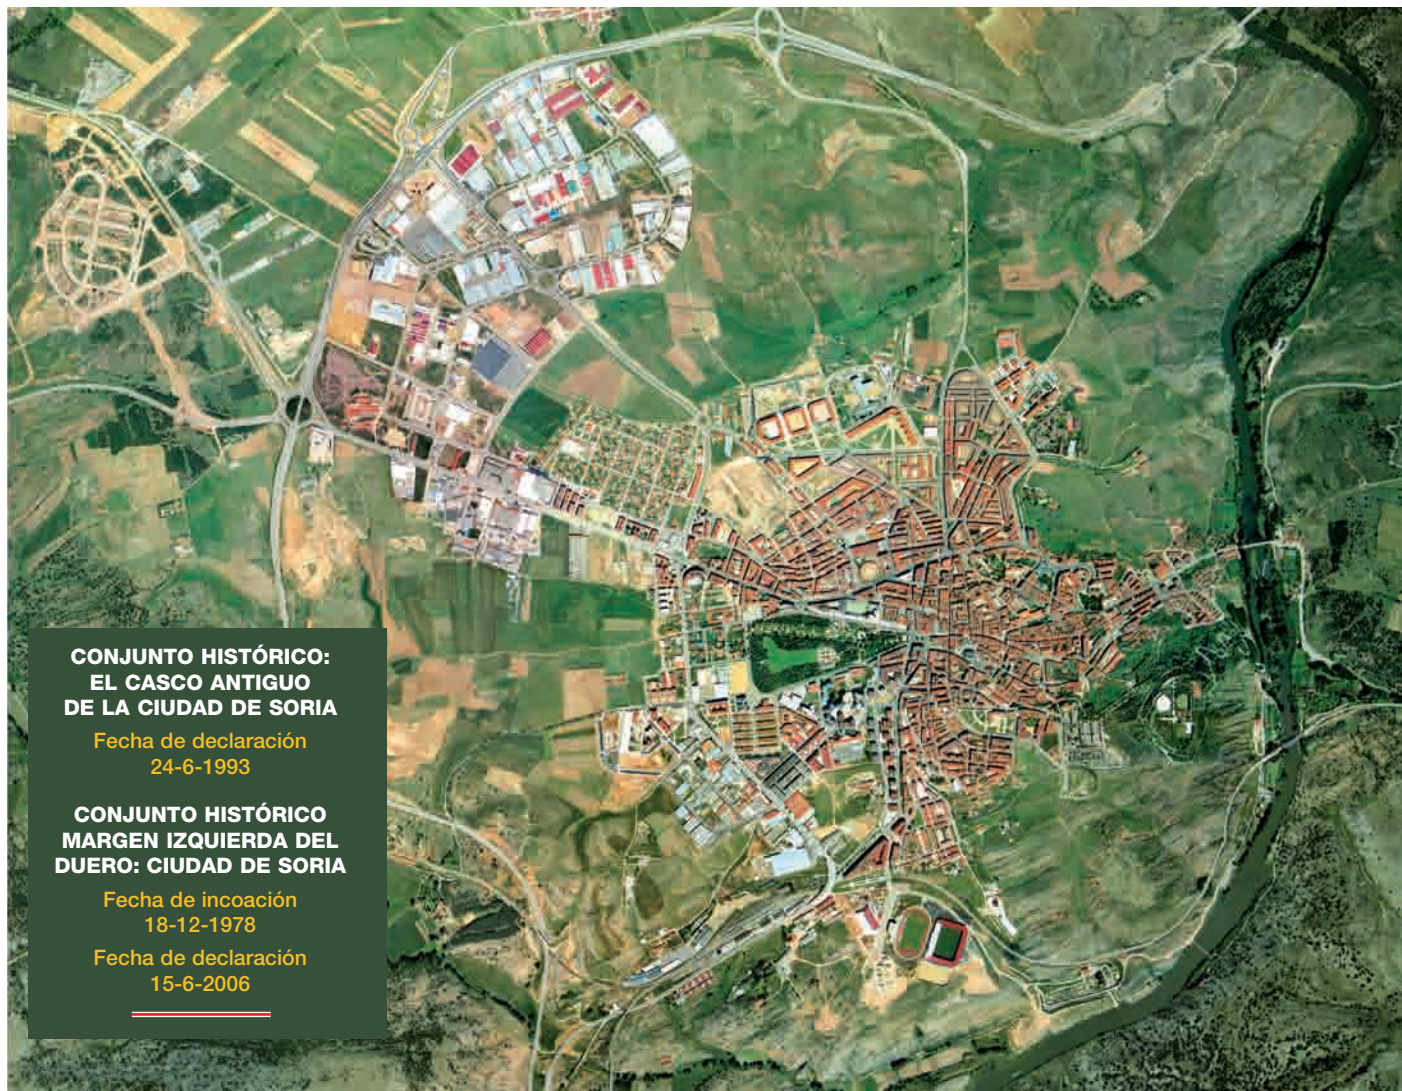 CONJUNTO HISTÓRICO:
EL CASCO ANTIGUO
DE LA CIUDAD DE SORIA
Fecha de declaración
24-6-1993
CONJUNTO HISTÓRICO
MARGEN IZQUIERDA DEL
DUERO: CIUDAD DE SORIA
Fecha de incoación
18-12-1978
Fecha de declaración
15-6-2006